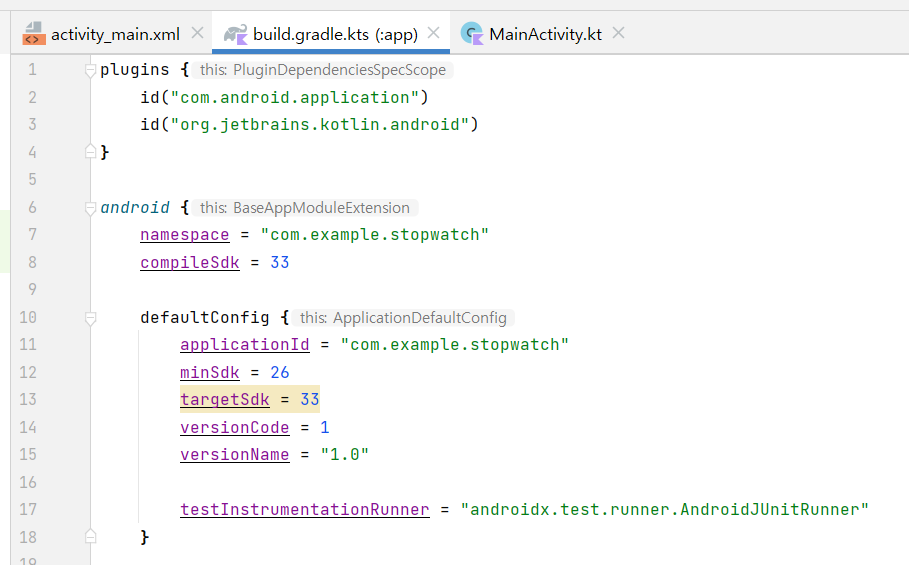 activity_main.xml build.gradle.kts (:app) MainActivity.kt
1 plugins { this: PluginDependenciesSpecScope
2 id("com.android.application")
3 id("org.jetbrains.kotlin.android")
4 }
5
6 android { this: BaseAppModuleExtension
7 namespace = "com.example.stopwatch"
8 compileSdk = 33
9
10 defaultConfig { this: ApplicationDefaultConfig
11 applicationId = "com.example.stopwatch"
12 minSdk = 26
13 targetSdk = 33
14 versionCode = 1
15 versionName = "1.0"
16
17 testInstrumentationRunner = "androidx.test.runner.AndroidJUnitRunner"
18 }
19